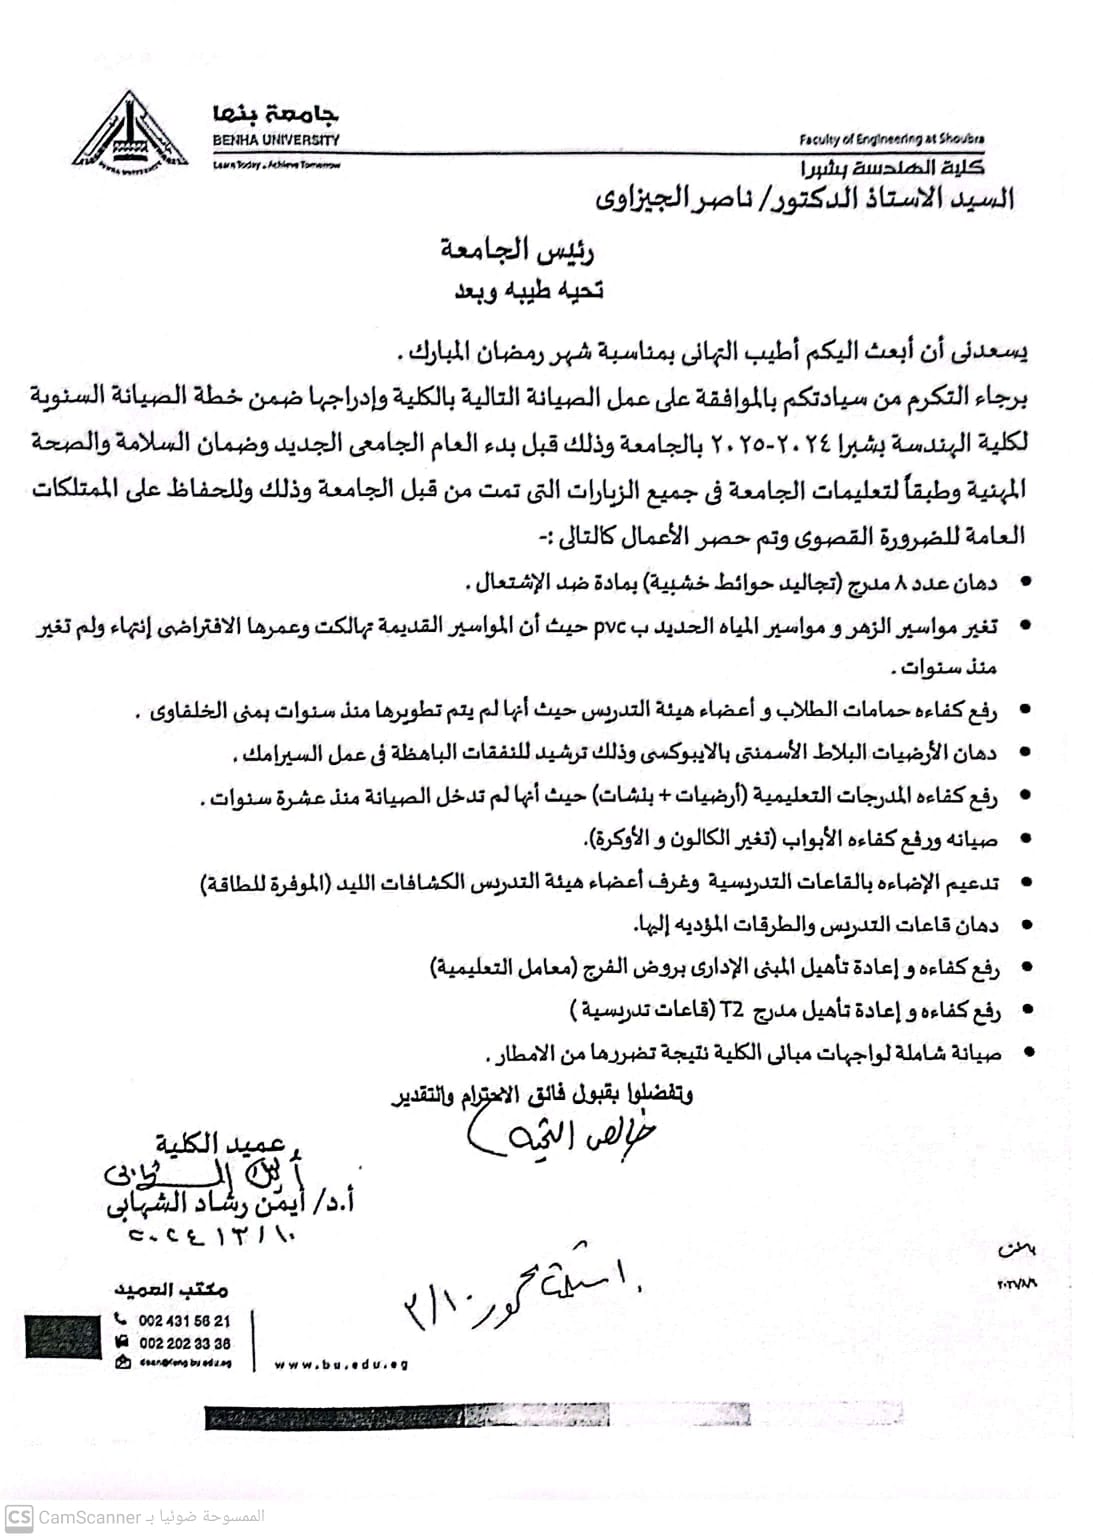 جامعة بنها
BENHA UNIVERSITY
Learn Today .. Achieve Tomorrow
Faculty of Engineering at Shoubra
كلية الهندسة بشبرا
السيد الاستاذ الدكتور/ ناصر الجيزاوى
رئيس الجامعة
تحيه طيبه وبعد
يسعدنى أن أبعث اليكم أطيب التهانى بمناسبة شهر رمضان المبارك .
برجاء التكرم من سيادتكم بالموافقة على عمل الصيانة التالية بالكلية وإدراجها ضمن خطة الصيانة السنوية
لكلية الهندسة بشبرا ٢٠٢٤-٢٠٢٥ بالجامعة وذلك قبل بدء العام الجامعى الجديد وضمان السلامة والصحة
المهنية وطبقاً لتعليمات الجامعة فى جميع الزيارات التى تمت من قبل الجامعة وذلك وللحفاظ على الممتلكات
العامة للضرورة القصوى وتم حصر الأعمال كالتالى :-
• دهان عدد ٨ مدرج (تجاليد حوائط خشبية) بمادة ضد الإشتعال .
• تغير مواسير الزهر و مواسير المياه الحديد ب pvc حيث أن المواسير القديمة تهالكت وعمرها الافتراضى إنتهاء ولم تغير
منذ سنوات .
• رفع كفاءه حمامات الطلاب و أعضاء هيئة التدريس حيث أنها لم يتم تطويرها منذ سنوات بمنى الخلفاوى .
• دهان الأرضيات البلاط الأسمنتى بالايبوكسى وذلك ترشيد للنفقات الباهظة فى عمل السيرامك .
• رفع كفاءه المدرجات التعليمية (أرضيات + بنشات) حيث أنها لم تدخل الصيانة منذ عشرة سنوات .
• صيانه ورفع كفاءه الأبواب (تغير الكالون و الأوكرة).
• تدعيم الإضاءه بالقاعات التدريسية وغرف أعضاء هيئة التدريس الكشافات الليد (الموفرة للطاقة)
• دهان قاعات التدريس والطرقات المؤديه إليها.
• رفع كفاءه و إعادة تأهيل المبنى الإدارى بروض الفرج (معامل التعليمية)
• رفع كفاءه و إعادة تأهيل مدرج T2 (قاعات تدريسية )
• صيانة شاملة لواجهات مبانى الكلية نتيجة تضررها من الامطار .
وتفضلوا بقبول فائق الاحترام والتقدير
خالص التحية
عميد الكلية
أ.د/ أيمن رشاد الشهابى
٢٠٢٤/٣/١٠
٣/١٠
مكتب العميد
002 431 56 21
002 202 33 36
dean@feng.bu.edu.eg
www.bu.edu.eg
CS CamScanner الممسوحة ضوئيا بـ